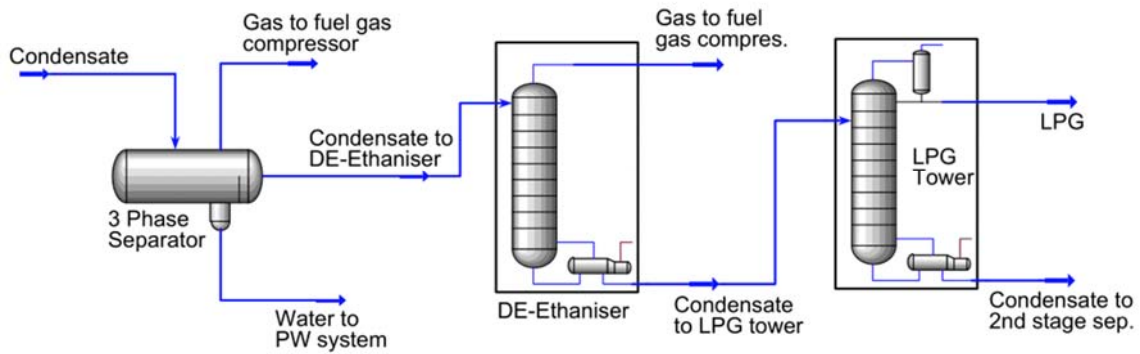 Condensate
Gas to fuel gas
compressor
Condensate to
DE-Ethaniser
3 Phase
Separator
Water to
PW system
Gas to fuel
gas compres.
DE-Ethaniser
Condensate
to LPG tower
LPG
Tower
LPG
Condensate to
2nd stage sep.